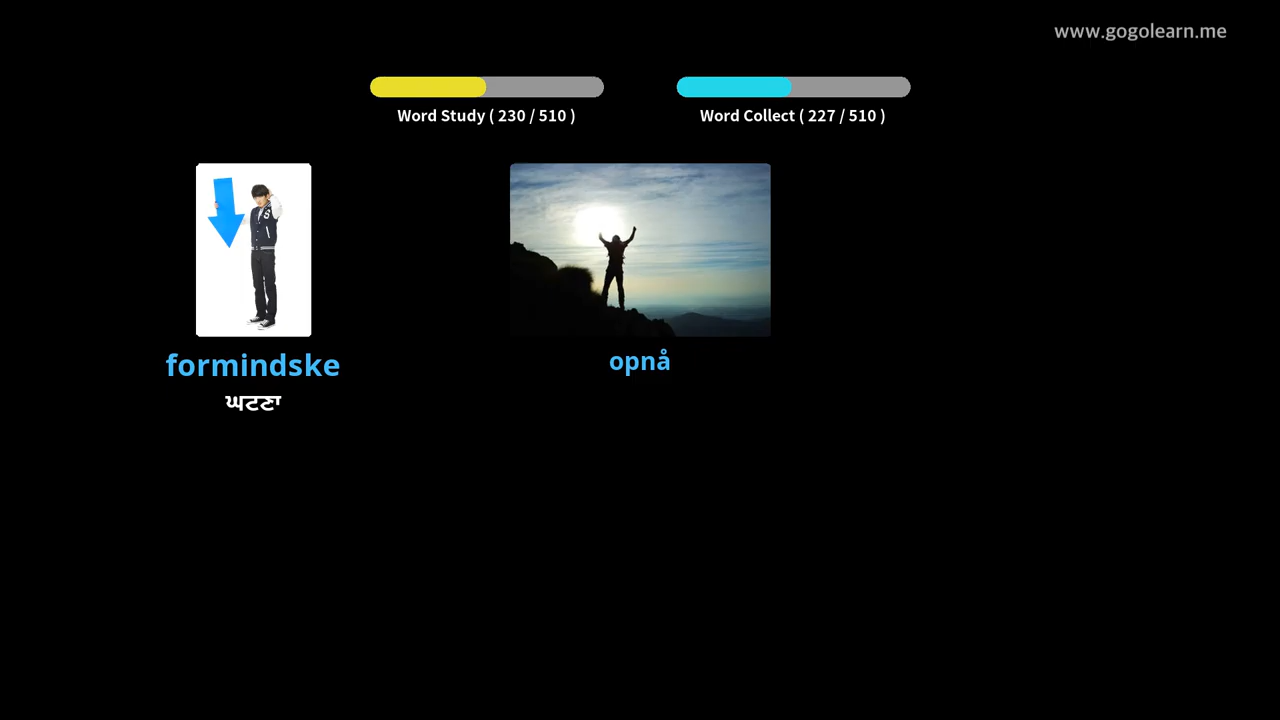 www.gogolearn.me
Word Study ( 230 / 510 )
Word Collect ( 227 / 510 )
formindske
ਘਟਣਾ
opnå